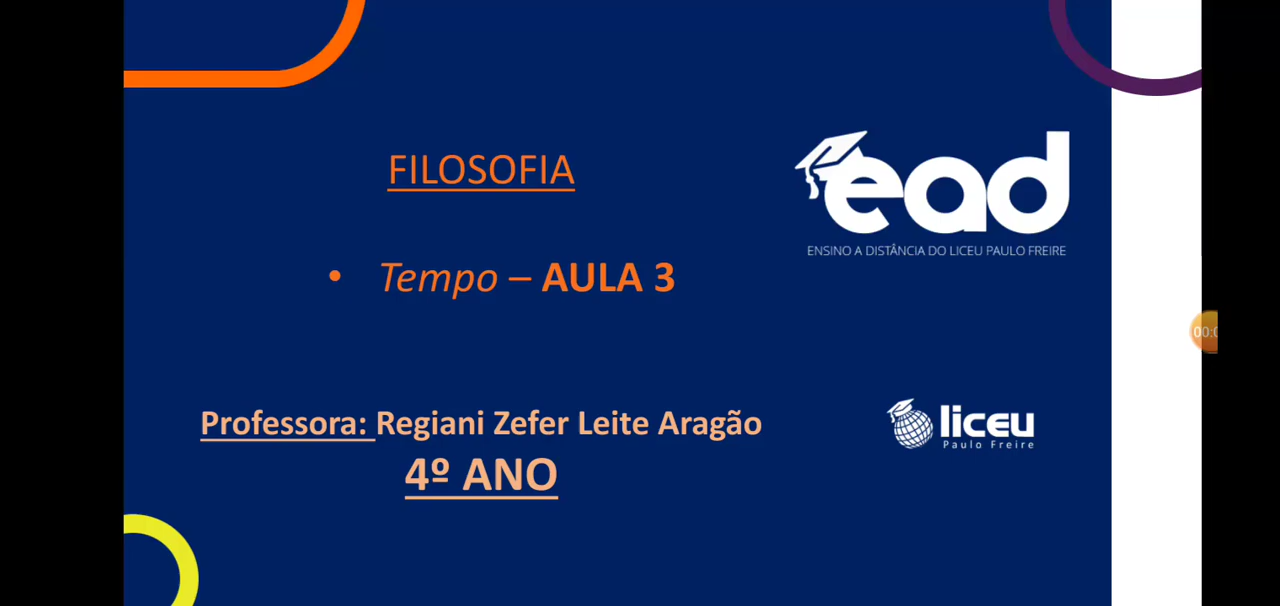 FILOSOFIA
• Tempo – AULA 3
Professora: Regiani Zefer Leite Aragão
4º ANO
ead
ENSINO A DISTÂNCIA DO LICEU PAULO FREIRE
liceu
Paulo Freire